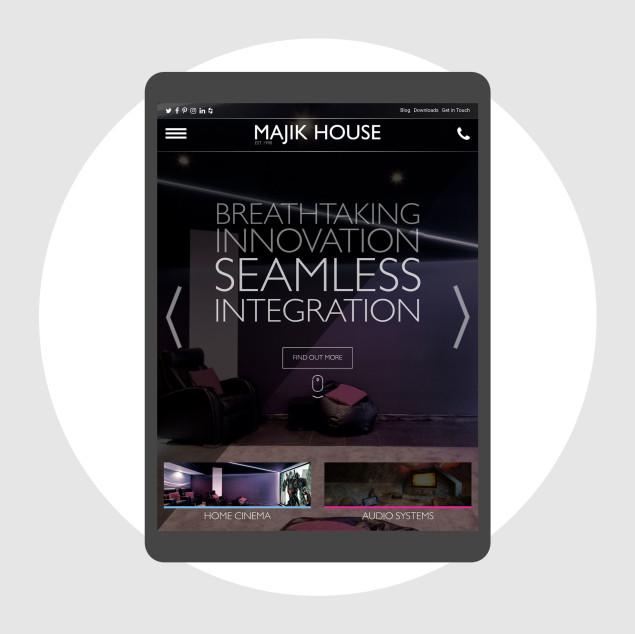 Blog Downloads Get in Touch
MAJIK HOUSE
EST. 1998
BREATHTAKING
INNOVATION
SEAMLESS
INTEGRATION
FIND OUT MORE
HOME CINEMA
AUDIO SYSTEMS